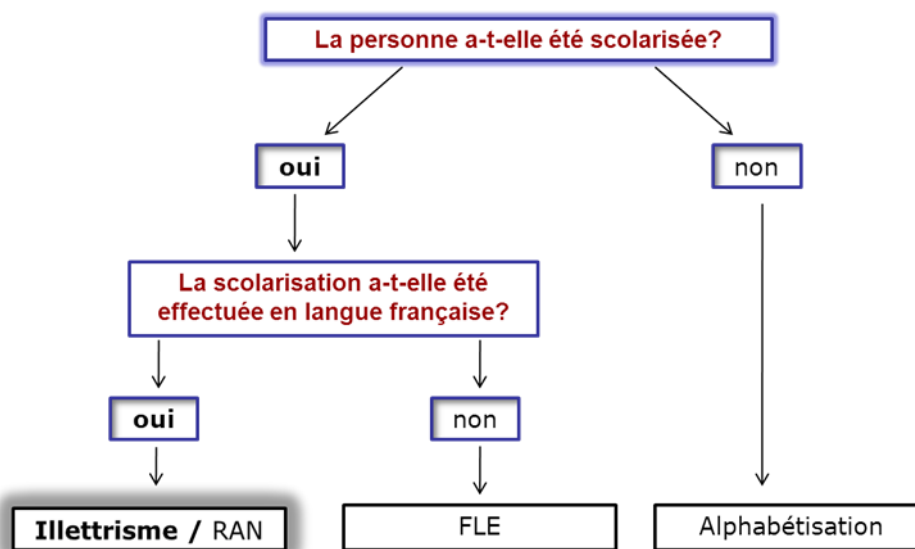 La personne a-t-elle été scolarisée?
oui
non
La scolarisation a-t-elle été
effectuée en langue française?
oui
non
Illettrisme / RAN
FLE
Alphabétisation